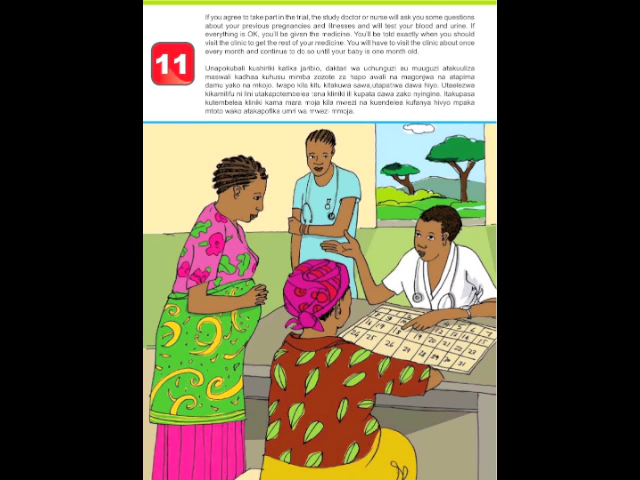 If you agree to take part in the trial, the study doctor or nurse will ask you some questions
about your previous pregnancies and illnesses and will test your blood and urine. If
everything is OK, you'll be given the medicine. You'll be told exactly when you should
visit the clinic to get the rest of your medicine. You will have to visit the clinic about once
every month and continue to do so until your baby is one month old.
11
Unapokubali kushiriki katika jaribio, daktari wa uchunguzi au muuguzi atakuuliza
maswali kadhaa kuhusu mimba zozote za hapo awali na magonjwa na atapima
damu yako na mkojo. Iwapo kila kitu kitakuwa sawa,utapatiwa dawa hiyo. Utaelezwa
kikamilifu ni lini utakapotembelea tena kliniki ili kupata dawa zako nyingine. Itakupasa
kutembelea kliniki kama mara moja kila mwezi na kuendelea kufanya hivyo mpaka
mtoto wako atakapofika umri wa mwezi mmoja.